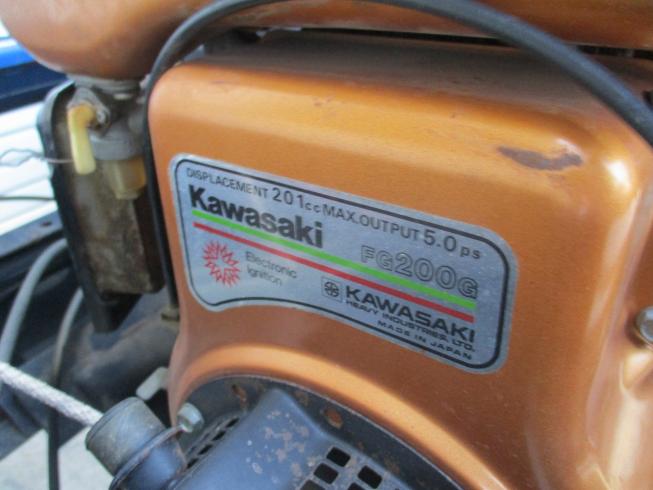 DISPLACEMENT 201cc MAX.OUTPUT 5.0ps
Kawasaki
FG200G
Electronic
Ignition
KAWASAKI
HEAVY INDUSTRIES, LTD.
MADE IN JAPAN